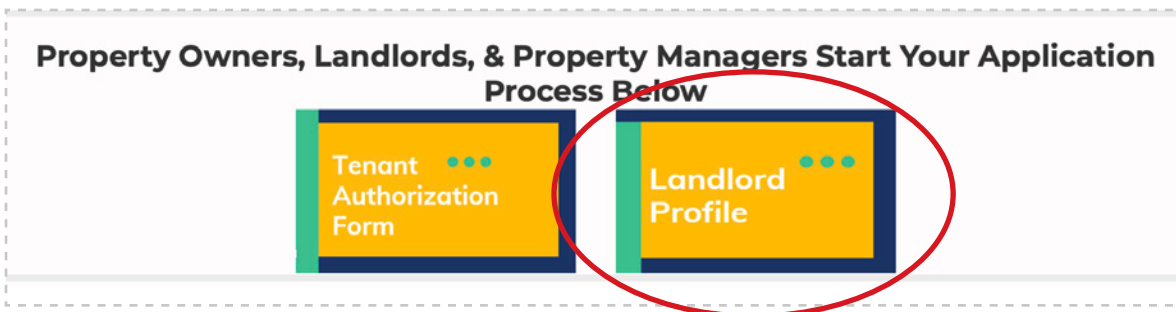 Property Owners, Landlords, & Property Managers Start Your Application
Process Below
Tenant
Authorization
Form
Landlord
Profile